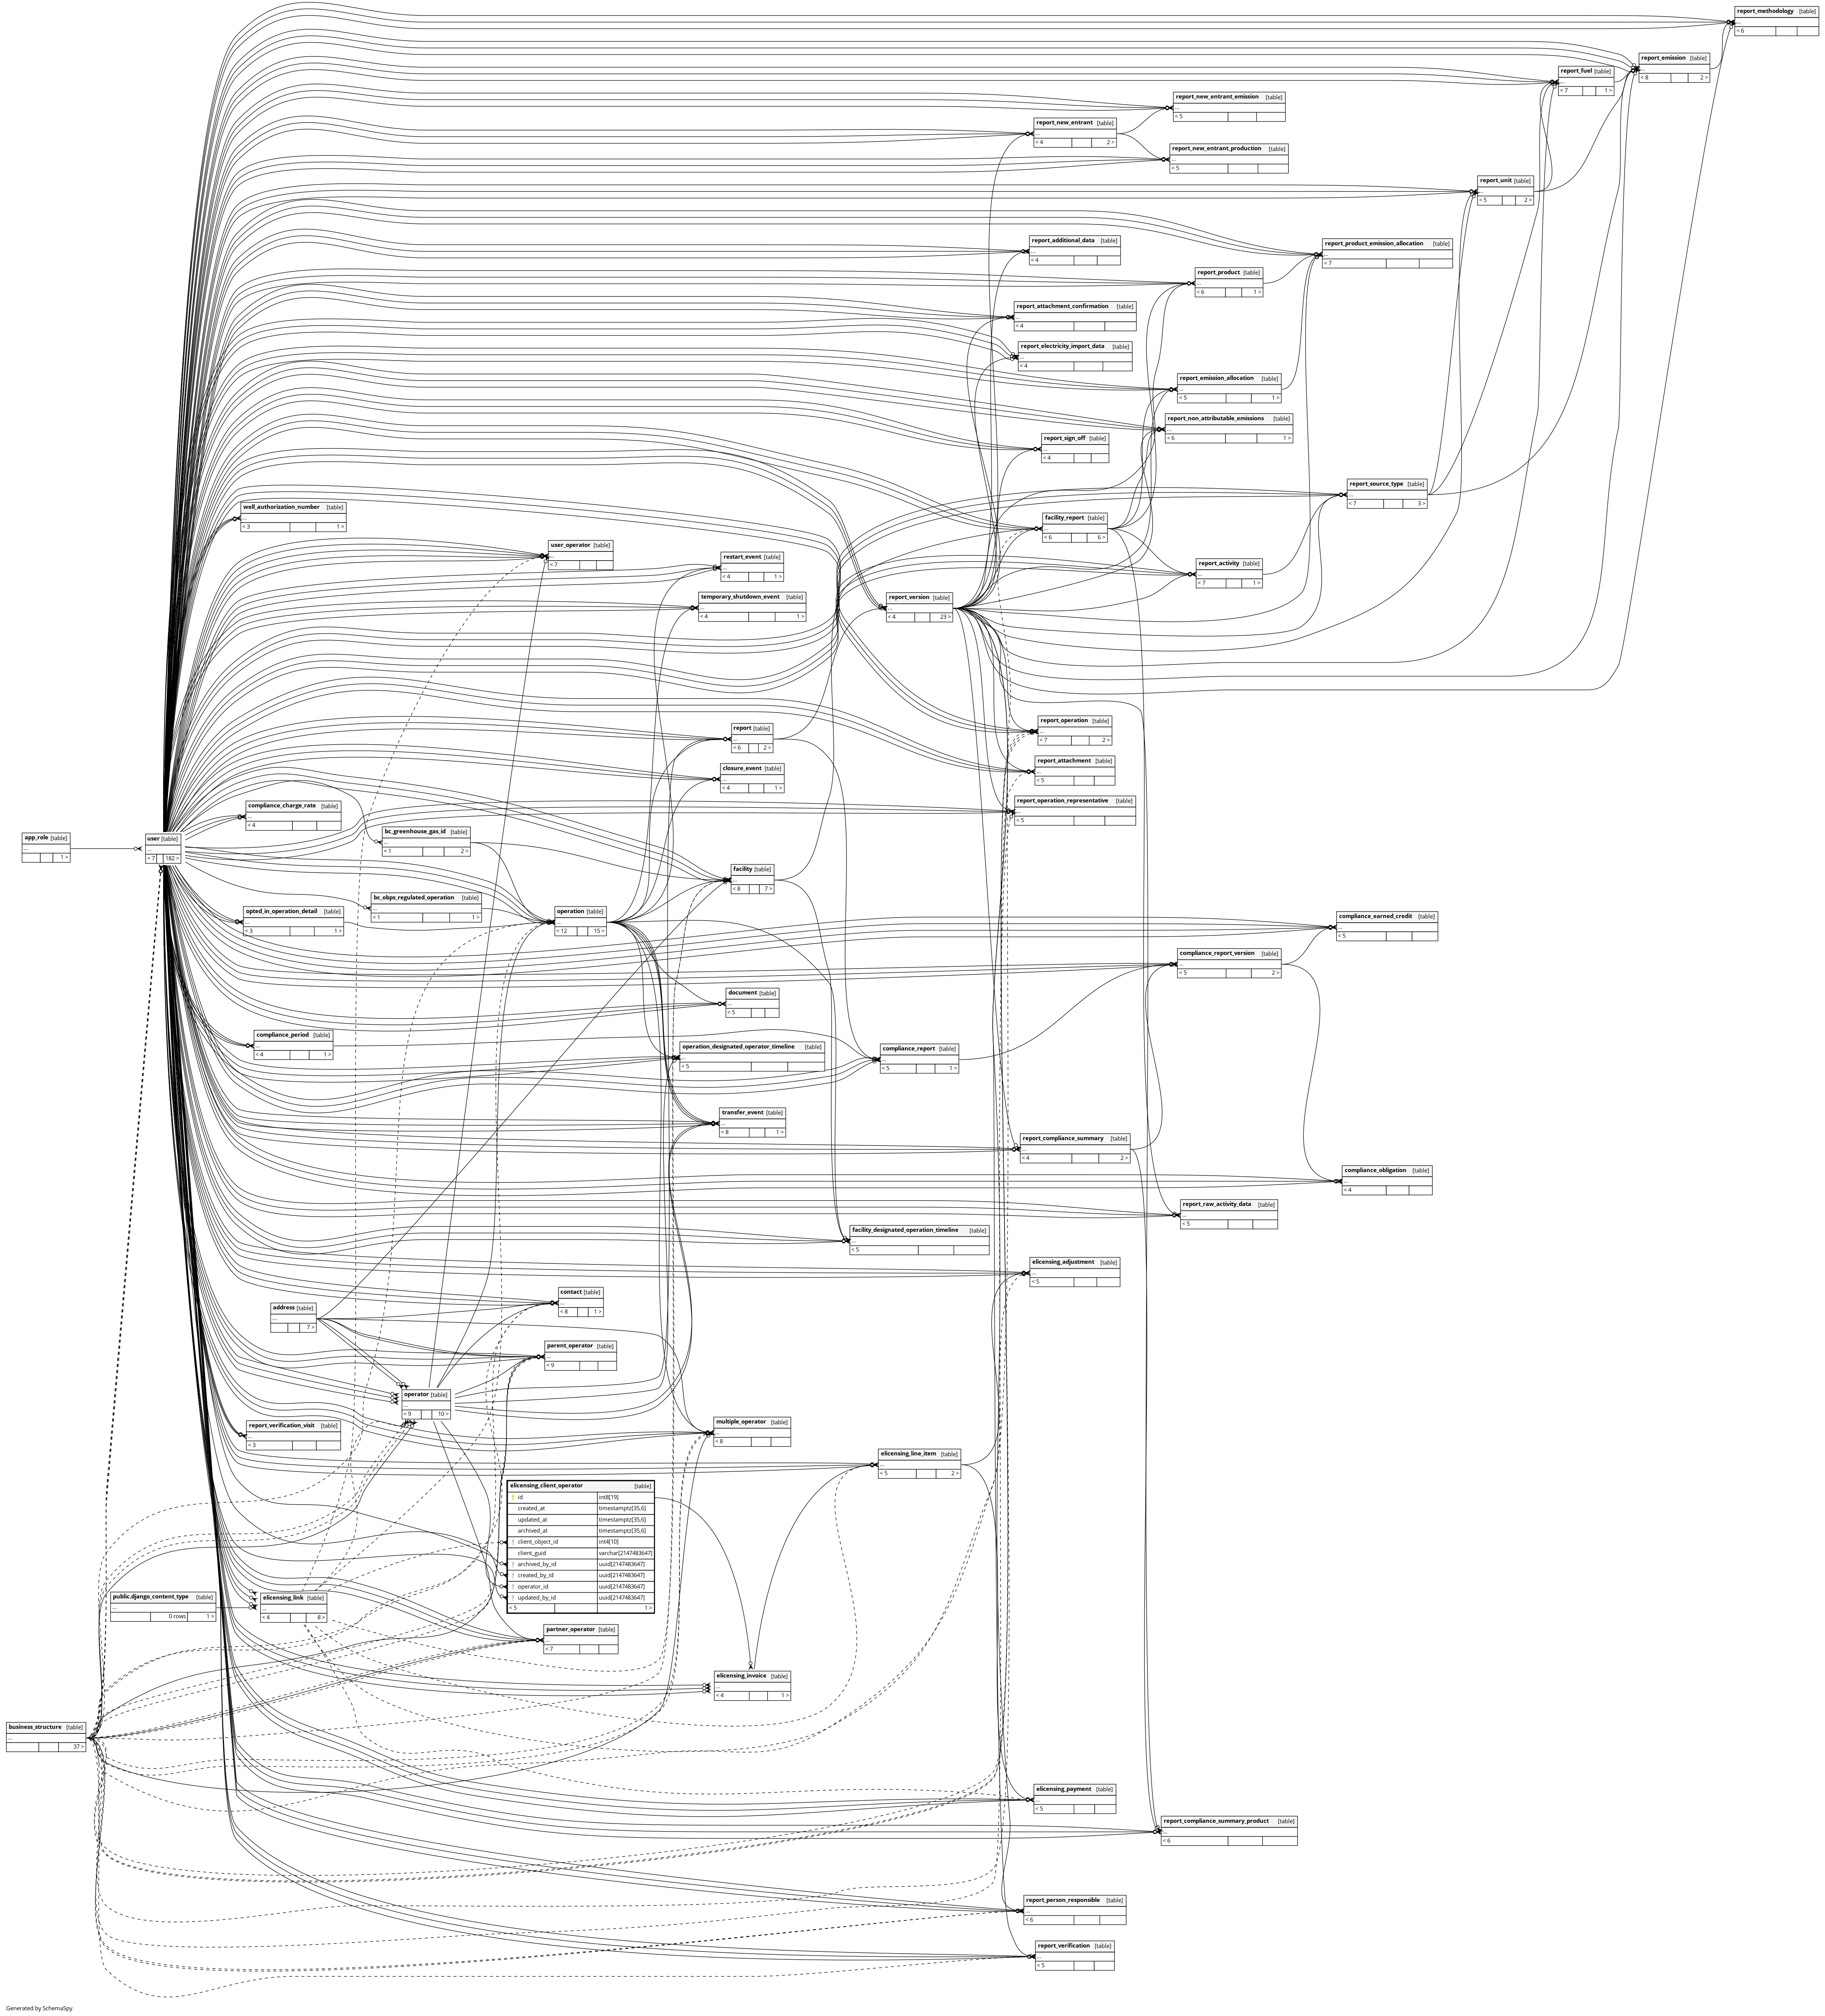 report_methodology [table]
...
< 6
report_emission [table]
...
< 8 2 >
report_fuel [table]
...
< 7 1 >
report_new_entrant_emission [table]
...
< 5
report_new_entrant [table]
...
< 4 2 >
report_new_entrant_production [table]
...
< 5
report_unit [table]
...
< 5 2 >
report_additional_data [table]
...
< 4
report_product_emission_allocation [table]
...
< 7
report_product [table]
...
< 6 1 >
report_attachment_confirmation [table]
...
< 4
report_electricity_import_data [table]
...
< 4
report_emission_allocation [table]
...
< 5 1 >
report_non_attributable_emissions [table]
...
< 6 1 >
report_sign_off [table]
...
< 4
report_source_type [table]
...
< 7 3 >
well_authorization_number [table]
...
< 3 1 >
facility_report [table]
...
< 6 6 >
user_operator [table]
...
< 7
restart_event [table]
...
< 4 1 >
report_activity [table]
...
< 7 1 >
temporary_shutdown_event [table]
...
< 4 1 >
report_version [table]
...
< 4 23 >
report_operation [table]
...
< 7 2 >
report [table]
...
< 6 2 >
report_attachment [table]
...
< 5
closure_event [table]
...
< 4 1 >
report_operation_representative [table]
...
< 5
compliance_charge_rate [table]
...
< 4
bc_greenhouse_gas_id [table]
...
< 1 2 >
app_role [table]
...
1 >
user [table]
...
< 7 182 >
facility [table]
...
< 8 7 >
bc_obps_regulated_operation [table]
...
< 1 1 >
opted_in_operation_detail [table]
...
< 3 1 >
operation [table]
...
< 12 15 >
compliance_earned_credit [table]
...
< 5
compliance_report_version [table]
...
< 5 2 >
document [table]
...
< 5
compliance_period [table]
...
< 4 1 >
operation_designated_operator_timeline [table]
...
< 5
compliance_report [table]
...
< 5 1 >
transfer_event [table]
...
< 8 1 >
report_compliance_summary [table]
...
< 4 2 >
compliance_obligation [table]
...
< 4
report_raw_activity_data [table]
...
< 5
facility_designated_operation_timeline [table]
...
< 5
elicensing_adjustment [table]
...
< 5
contact [table]
...
< 8 1 >
address [table]
...
7 >
parent_operator [table]
...
< 9
operator [table]
...
< 9 10 >
report_verification_visit [table]
...
< 3
multiple_operator [table]
...
< 8
elicensing_line_item [table]
...
< 5 2 >
elicensing_client_operator [table]
id int8[19]
created_at timestamptz[35,6]
updated_at timestamptz[35,6]
archived_at timestamptz[35,6]
client_object_id int4[10]
client_guid varchar[2147483647]
archived_by_id uuid[2147483647]
created_by_id uuid[2147483647]
operator_id uuid[2147483647]
updated_by_id uuid[2147483647]
< 5 1 >
public.django_content_type [table]
...
0 rows 1 >
elicensing_link [table]
...
< 4 8 >
partner_operator [table]
...
< 7
elicensing_invoice [table]
...
< 4 1 >
business_structure [table]
...
37 >
elicensing_payment [table]
...
< 5
report_compliance_summary_product [table]
...
< 6
report_person_responsible [table]
...
< 6
report_verification [table]
...
< 5
Generated by SchemaSpy